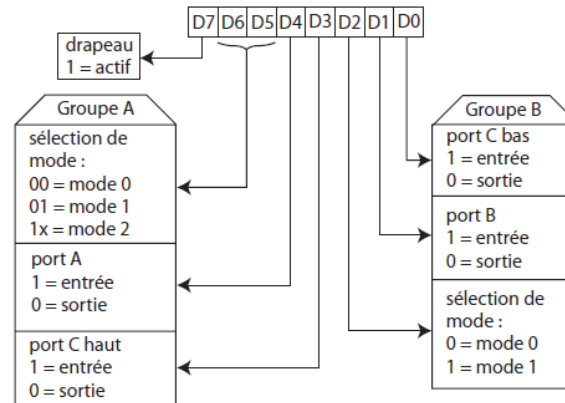 D7 D6 D5 D4 D3 D2 D1 D0
drapeau
1 = actif
Groupe A
sélection de
mode :
00 = mode 0
01 = mode 1
1x = mode 2
port A
1 = entrée
0 = sortie
port C haut
1 = entrée
0 = sortie
Groupe B
port C bas
1 = entrée
0 = sortie
port B
1 = entrée
0 = sortie
sélection de
mode :
0 = mode 0
1 = mode 1